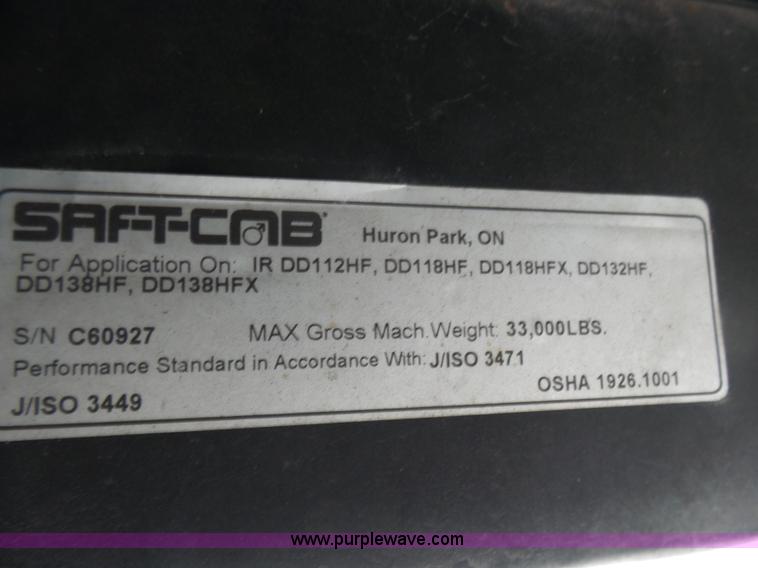 SAF-T-CAB Huron Park, ON
For Application On: IR DD112HF, DD118HF, DD118HFX, DD132HF,
DD138HF, DD138HFX
S/N C60927 MAX Gross Mach. Weight: 33,000LBS.
Performance Standard in Accordance With: J/ISO 3471
J/ISO 3449 OSHA 1926.1001
www.purplewave.com